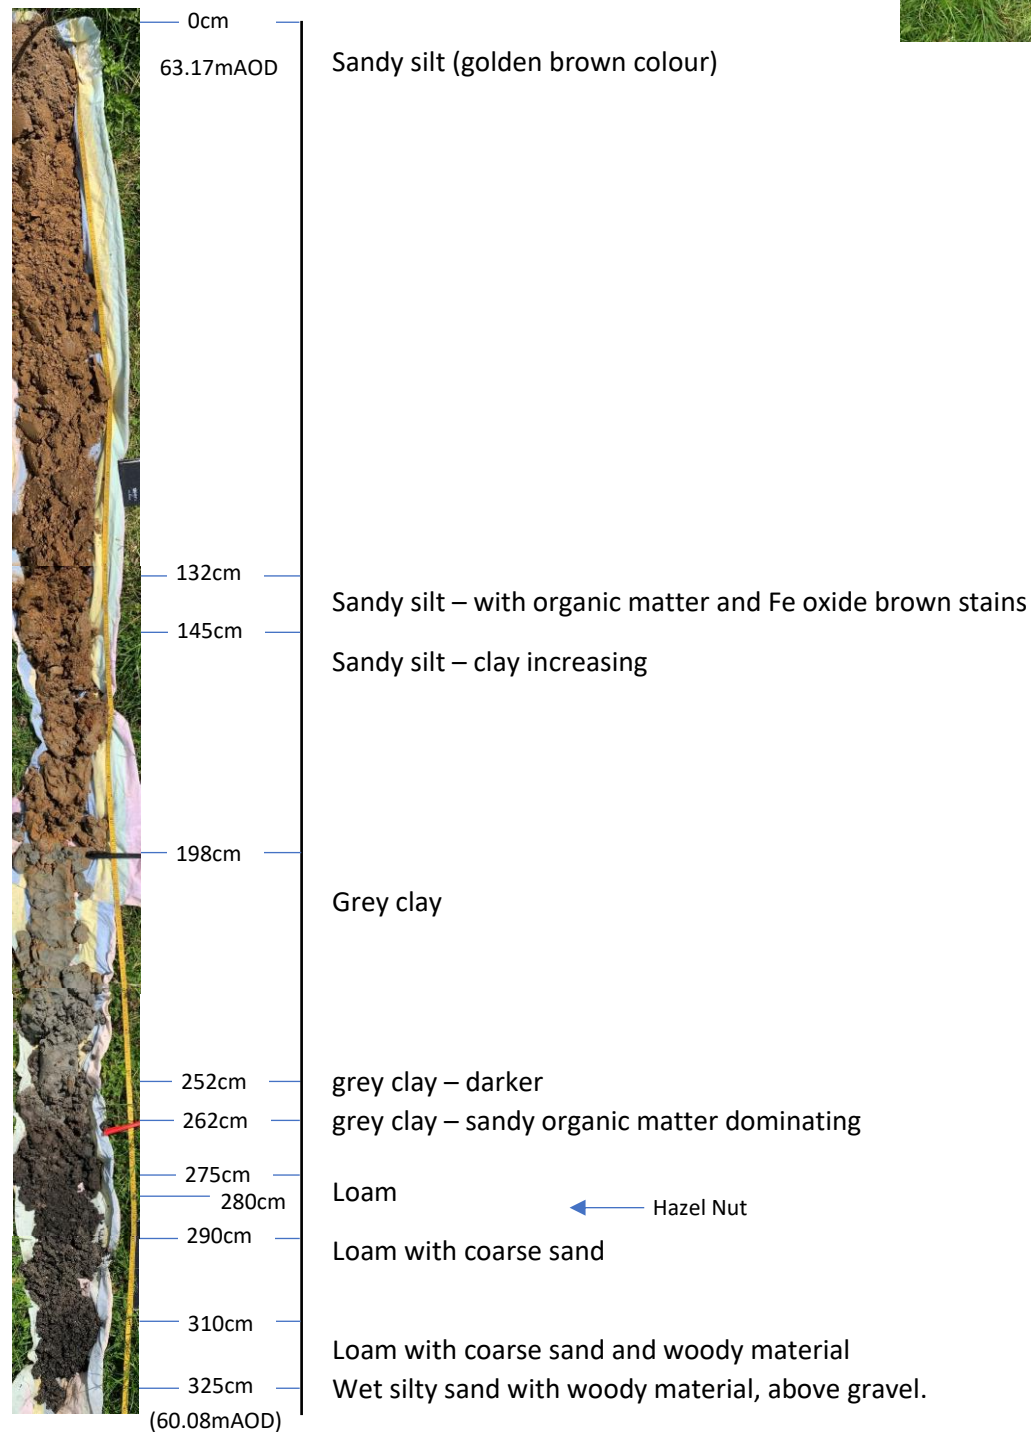 0cm
63.17mAOD
Sandy silt (golden brown colour)
132cm
Sandy silt – with organic matter and Fe oxide brown stains
145cm
Sandy silt – clay increasing
198cm
Grey clay
252cm
grey clay – darker
262cm
grey clay – sandy organic matter dominating
275cm
Loam
280cm
Hazel Nut
290cm
Loam with coarse sand
310cm
Loam with coarse sand and woody material
325cm
Wet silty sand with woody material, above gravel.
(60.08mAOD)